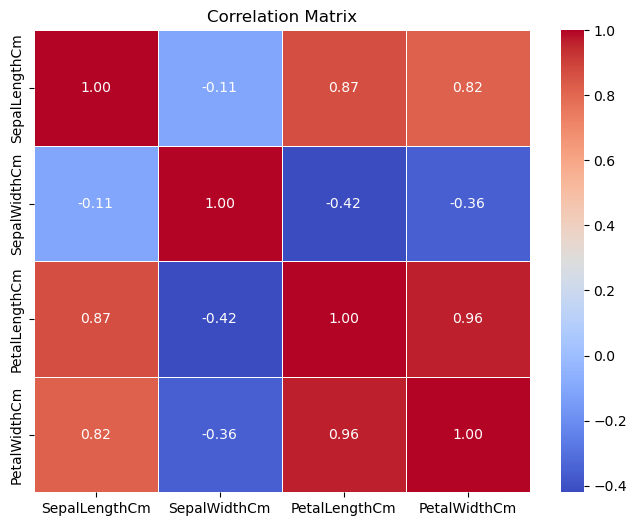 Correlation Matrix
SepalLengthCm
1.00 -0.11 0.87 0.82
SepalWidthCm
-0.11 1.00 -0.42 -0.36
PetalLengthCm
0.87 -0.42 1.00 0.96
PetalWidthCm
0.82 -0.36 0.96 1.00
SepalLengthCm SepalWidthCm PetalLengthCm PetalWidthCm
1.0
0.8
0.6
0.4
0.2
0.0
−0.2
−0.4